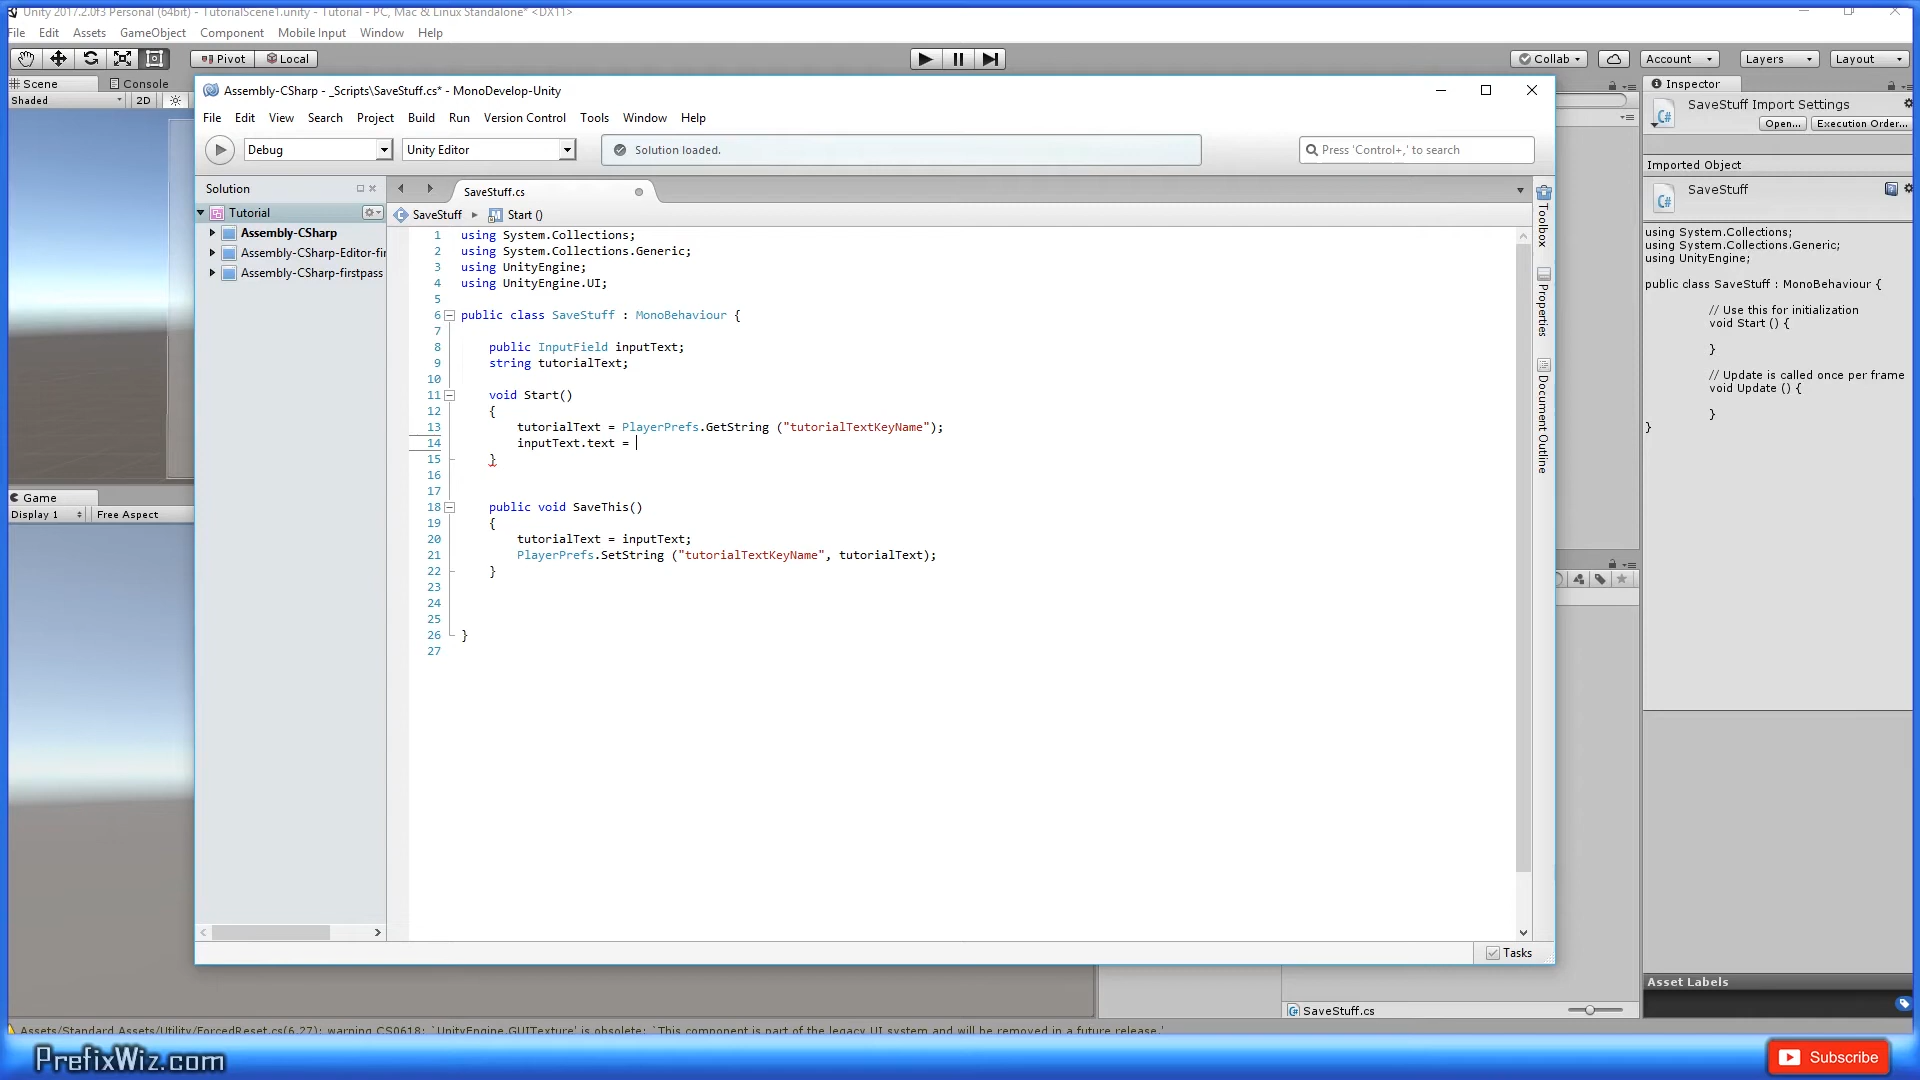 Unity 2017.2.0f3 Personal (64bit) - TutorialScene1.unity - Tutorial - PC, Mac & Linux Standalone* <DX11>
File Edit Assets GameObject Component Mobile Input Window Help
Pivot Local Collab Account Layers Layout
Scene Console
Shaded 2D
Assembly-CSharp - _Scripts\SaveStuff.cs* - MonoDevelop-Unity
File Edit View Search Project Build Run Version Control Tools Window Help
Debug Unity Editor Solution loaded. Press 'Control+,' to search
Solution
Tutorial
Assembly-CSharp
Assembly-CSharp-Editor-fir
Assembly-CSharp-firstpass
SaveStuff.cs
SaveStuff Start ()
1 using System.Collections;
2 using System.Collections.Generic;
3 using UnityEngine;
4 using UnityEngine.UI;
5
6 public class SaveStuff : MonoBehaviour {
7
8 public InputField inputText;
9 string tutorialText;
10
11 void Start()
12 {
13 tutorialText = PlayerPrefs.GetString ("tutorialTextKeyName");
14 inputText.text =
15 }
16
17
18 public void SaveThis()
19 {
20 tutorialText = inputText;
21 PlayerPrefs.SetString ("tutorialTextKeyName", tutorialText);
22 }
23
24
25
26 }
27
Toolbox
Properties
Document Outline
Tasks
Game
Display 1 Free Aspect
Inspector
SaveStuff Import Settings
C#
Open... Execution Order...
Imported Object
SaveStuff
C#
using System.Collections;
using System.Collections.Generic;
using UnityEngine;
public class SaveStuff : MonoBehaviour {
// Use this for initialization
void Start () {
}
// Update is called once per frame
void Update () {
}
}
Asset Labels
SaveStuff.cs
Assets/Standard Assets/Utility/ForcedReset.cs(6,27): warning CS0618: `UnityEngine.GUITexture' is obsolete: `This component is part of the legacy UI system and will be removed in a future release.'
PrefixWiz.com
Subscribe